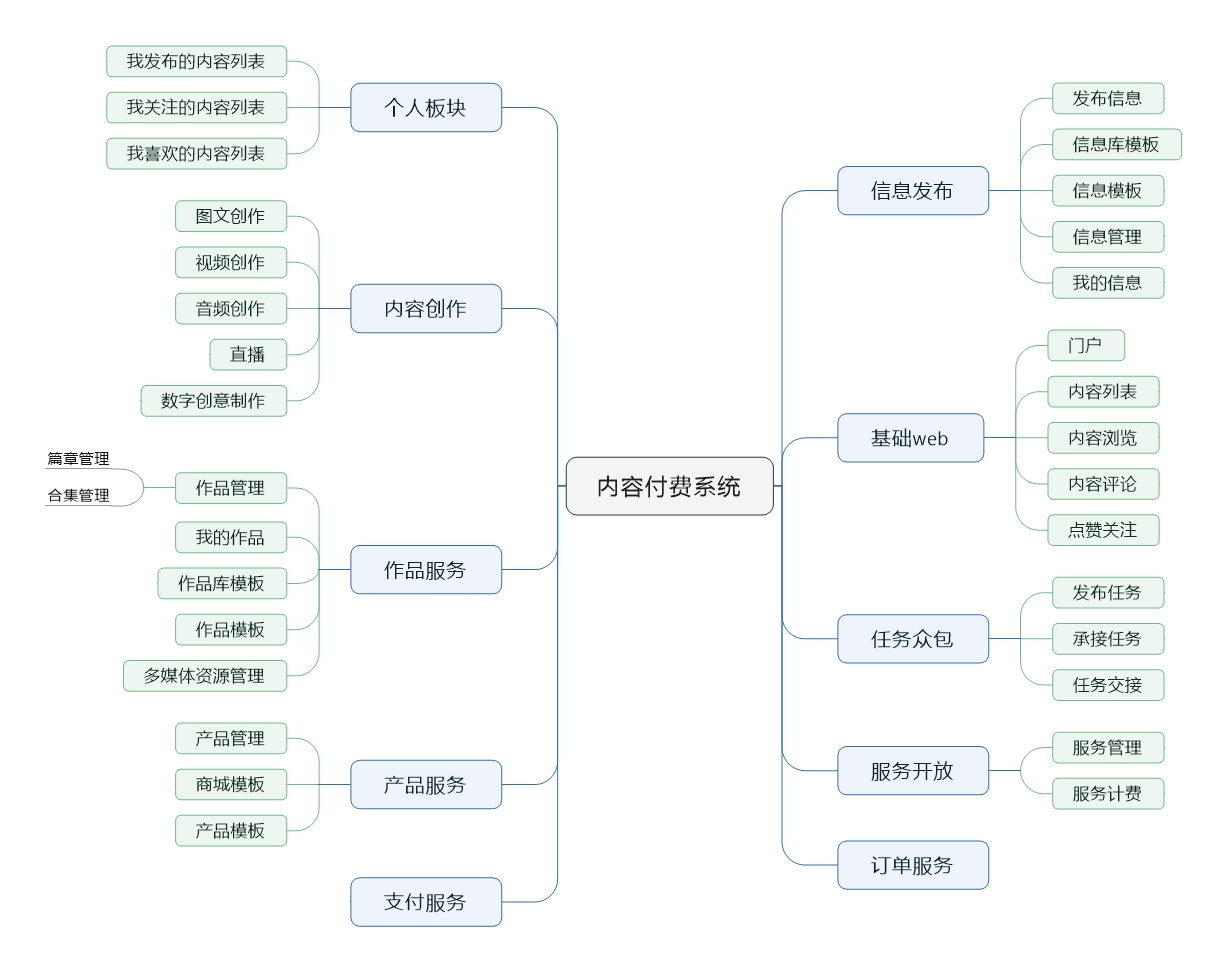 内容付费系统
个人板块
我发布的内容列表
我关注的内容列表
我喜欢的内容列表
内容创作
图文创作
视频创作
音频创作
直播
数字创意制作
作品服务
作品管理
篇章管理
合集管理
我的作品
作品库模板
作品模板
多媒体资源管理
产品服务
产品管理
商城模板
产品模板
支付服务
信息发布
发布信息
信息库模板
信息模板
信息管理
我的信息
基础web
门户
内容列表
内容浏览
内容评论
点赞关注
任务众包
发布任务
承接任务
任务交接
服务开放
服务管理
服务计费
订单服务